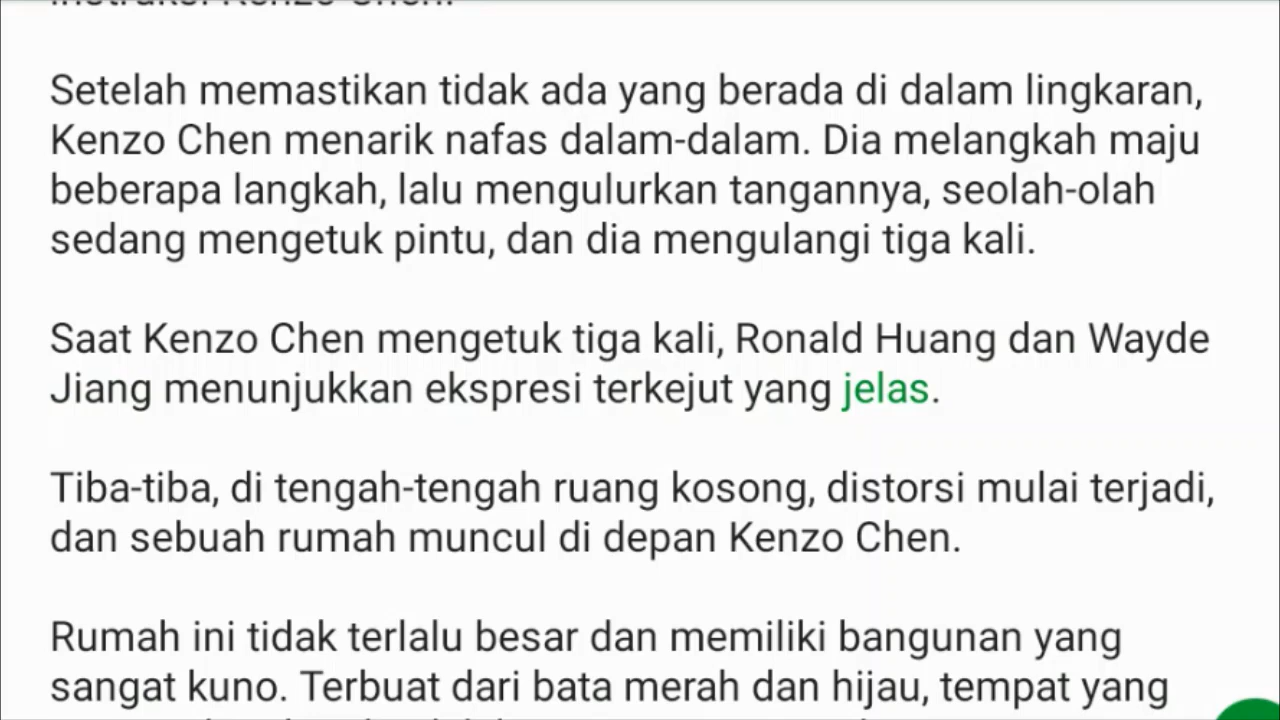 Setelah memastikan tidak ada yang berada di dalam lingkaran,
Kenzo Chen menarik nafas dalam-dalam. Dia melangkah maju
beberapa langkah, lalu mengulurkan tangannya, seolah-olah
sedang mengetuk pintu, dan dia mengulangi tiga kali.
Saat Kenzo Chen mengetuk tiga kali, Ronald Huang dan Wayde
Jiang menunjukkan ekspresi terkejut yang jelas.
Tiba-tiba, di tengah-tengah ruang kosong, distorsi mulai terjadi,
dan sebuah rumah muncul di depan Kenzo Chen.
Rumah ini tidak terlalu besar dan memiliki bangunan yang
sangat kuno. Terbuat dari bata merah dan hijau, tempat yang